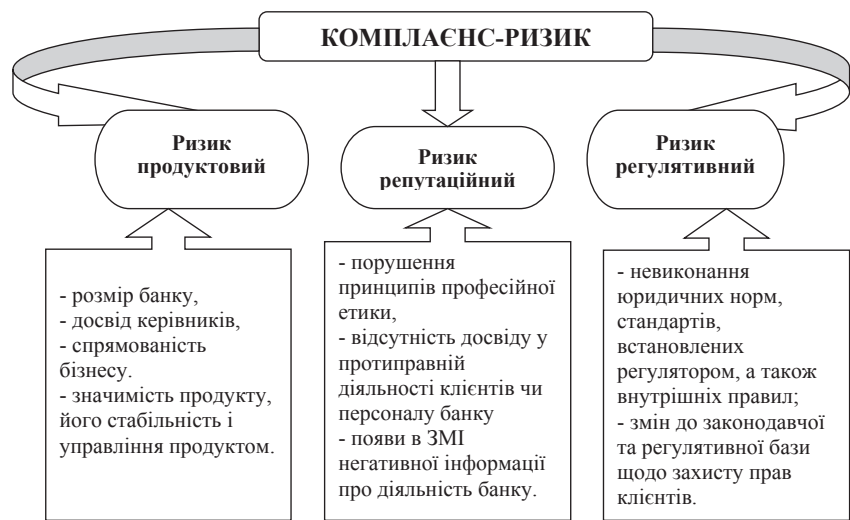 КОМПЛАЄНС-РИЗИК
Ризик
продуктовий
Ризик
репутаційний
Ризик
регулятивний
- розмір банку,
- досвід керівників,
- спрямованість
бізнесу.
- значимість продукту,
його стабільність і
управління продуктом.
- порушення
принципів професійної
етики,
- відсутність досвіду у
протиправній
діяльності клієнтів чи
персоналу банку
- появи в ЗМІ
негативної інформації
про діяльність банку.
- невиконання
юридичних норм,
стандартів,
встановлених
регулятором, а також
внутрішніх правил;
- змін до законодавчої
та регулятивної бази
щодо захисту прав
клієнтів.